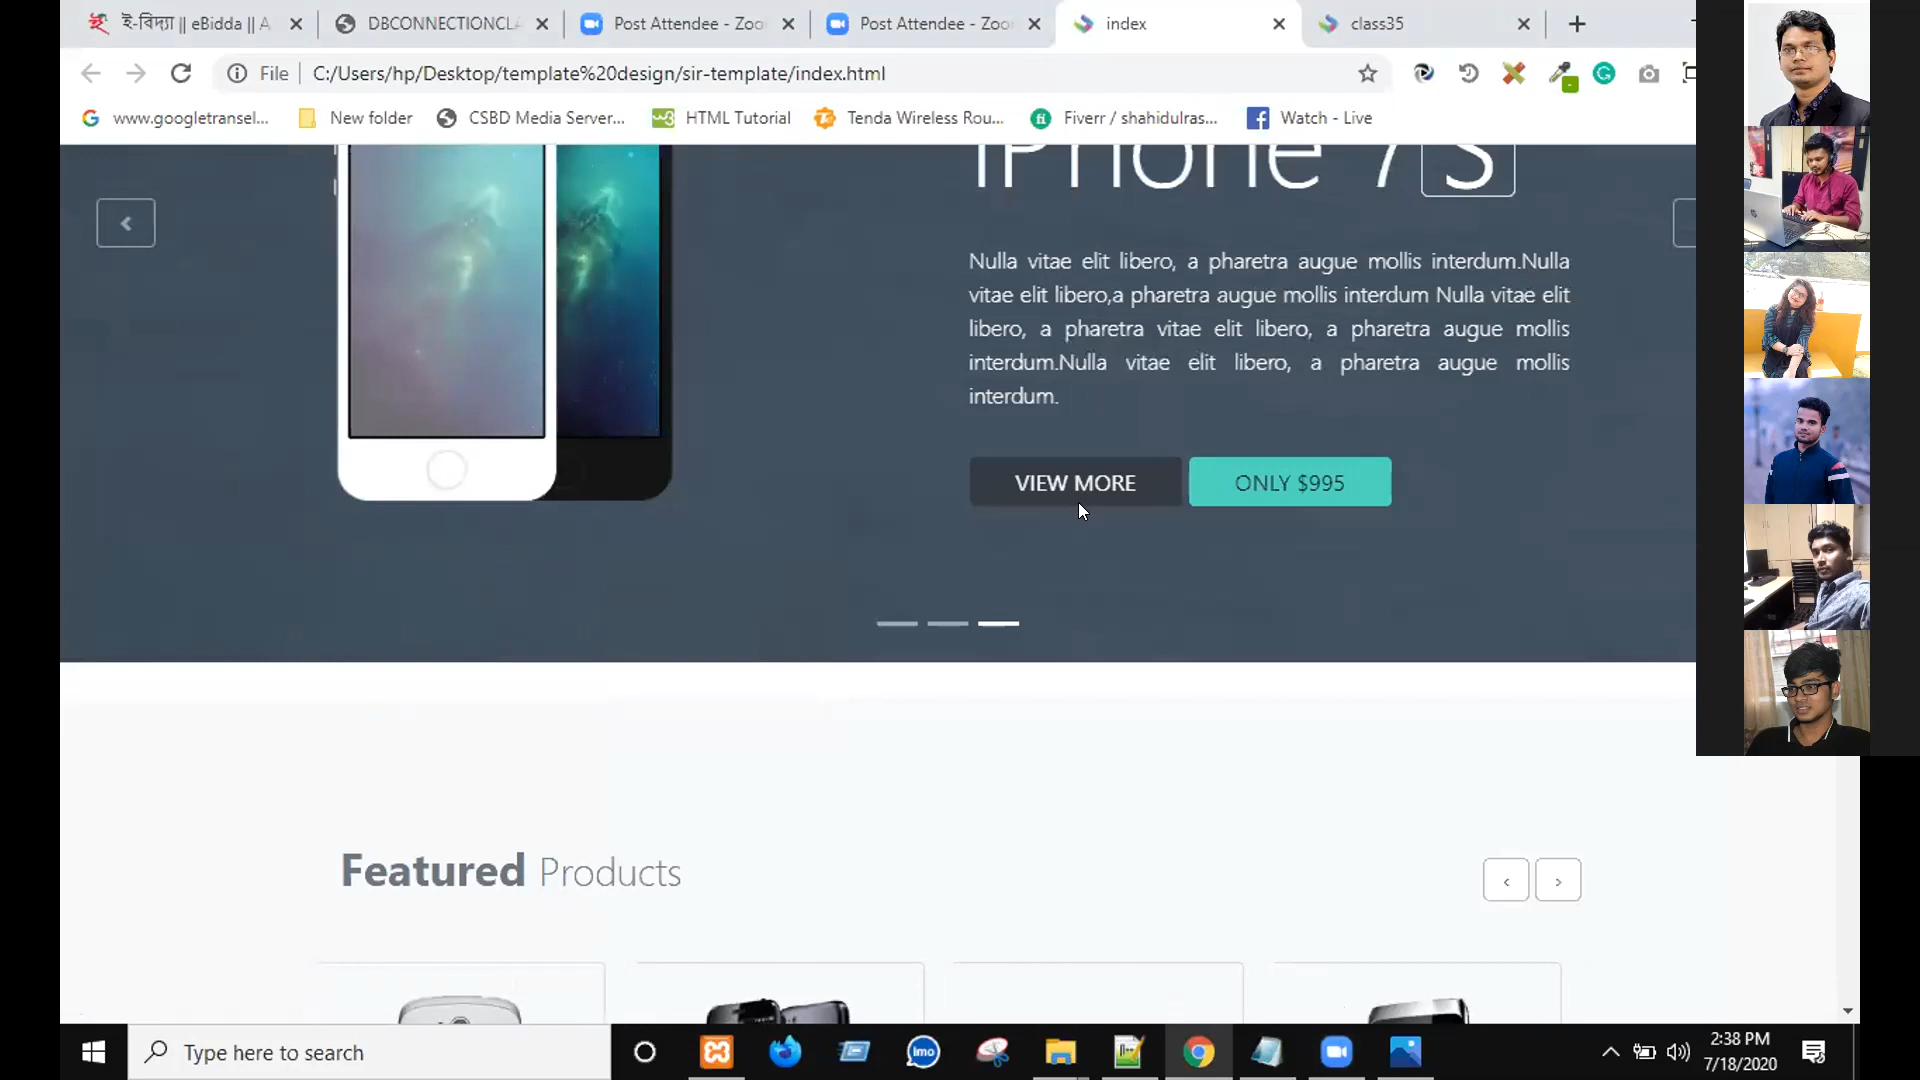 ই-বিদ্যা || eBidda || A
DBCONNECTIONCLA
Post Attendee - Zoo
Post Attendee - Zoo
index
class35
File
C:/Users/hp/Desktop/template%20design/sir-template/index.html
www.googletransel...
New folder
CSBD Media Server...
HTML Tutorial
Tenda Wireless Rou...
Fiverr / shahidulras...
Watch - Live
iPhone 7 S
Nulla vitae elit libero, a pharetra augue mollis interdum.Nulla
vitae elit libero,a pharetra augue mollis interdum Nulla vitae elit
libero, a pharetra vitae elit libero, a pharetra augue mollis
interdum.Nulla vitae elit libero, a pharetra augue mollis
interdum.
VIEW MORE
ONLY $995
Featured Products
Type here to search
imo
2:38 PM
7/18/2020